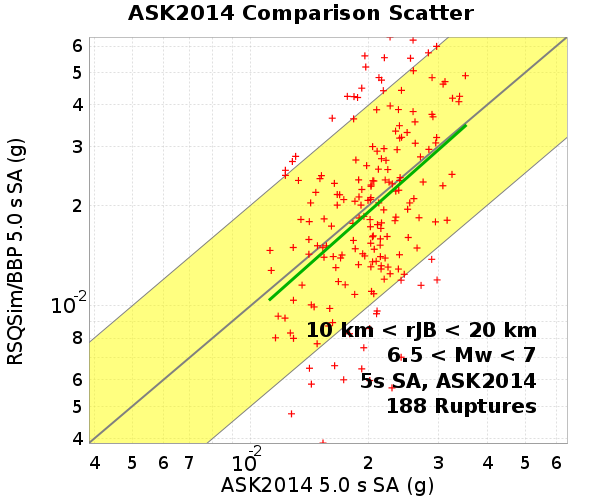 ASK2014 Comparison Scatter
RSQSim/BBP 5.0 s SA (g)
6
5
4
3
2
10^-2
8
6
5
4
10 km < rJB < 20 km
6.5 < Mw < 7
5s SA, ASK2014
188 Ruptures
4 5 6 7 10^-2 2 3 4 5 6
ASK2014 5.0 s SA (g)